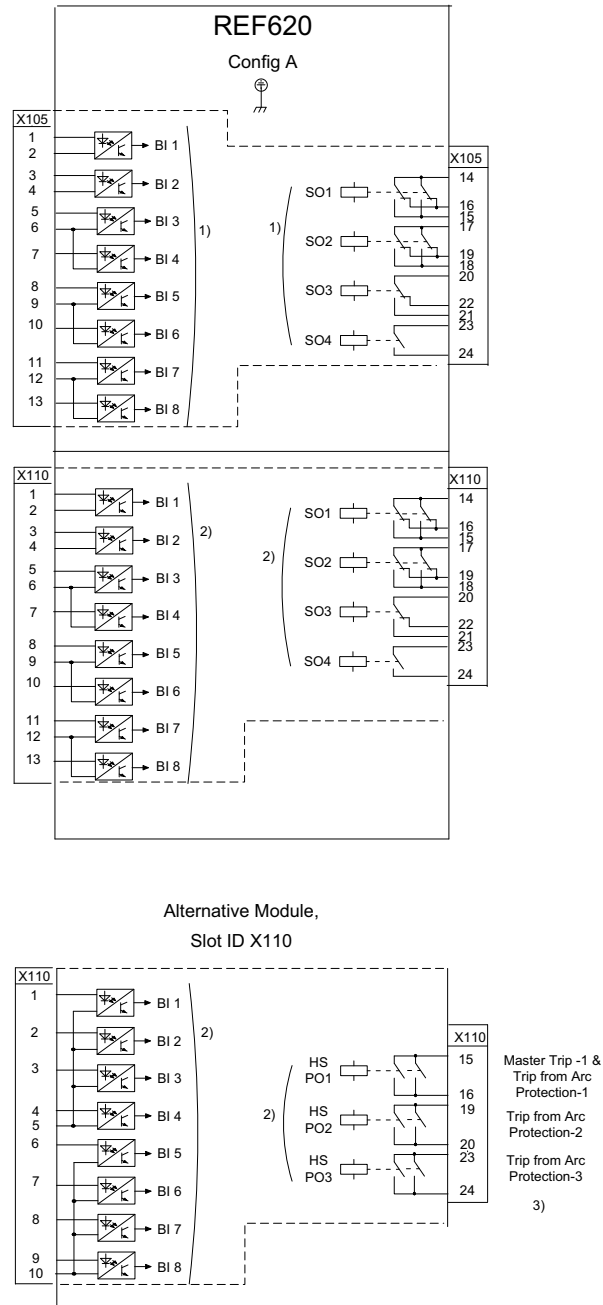 REF620
Config A
X105
1
2
BI 1
3
4
BI 2
5
6
BI 3
7
BI 4
8
9
BI 5
10
BI 6
11
12
BI 7
13
BI 8
1)
X105
SO1
14
16
15
SO2
17
19
18
SO3
20
22
21
SO4
23
24
1)
X110
1
2
BI 1
3
4
BI 2
5
6
BI 3
7
BI 4
8
9
BI 5
10
BI 6
11
12
BI 7
13
BI 8
2)
X110
SO1
14
16
15
SO2
17
19
18
SO3
20
22
21
SO4
23
24
2)
Alternative Module,
Slot ID X110
X110
1
BI 1
2
BI 2
3
BI 3
4
5
BI 4
6
BI 5
7
BI 6
8
BI 7
9
10
BI 8
2)
X110
HS
PO1
15
16
HS
PO2
19
20
HS
PO3
23
24
2)
Master Trip -1 &
Trip from Arc
Protection-1
Trip from Arc
Protection-2
Trip from Arc
Protection-3
3)